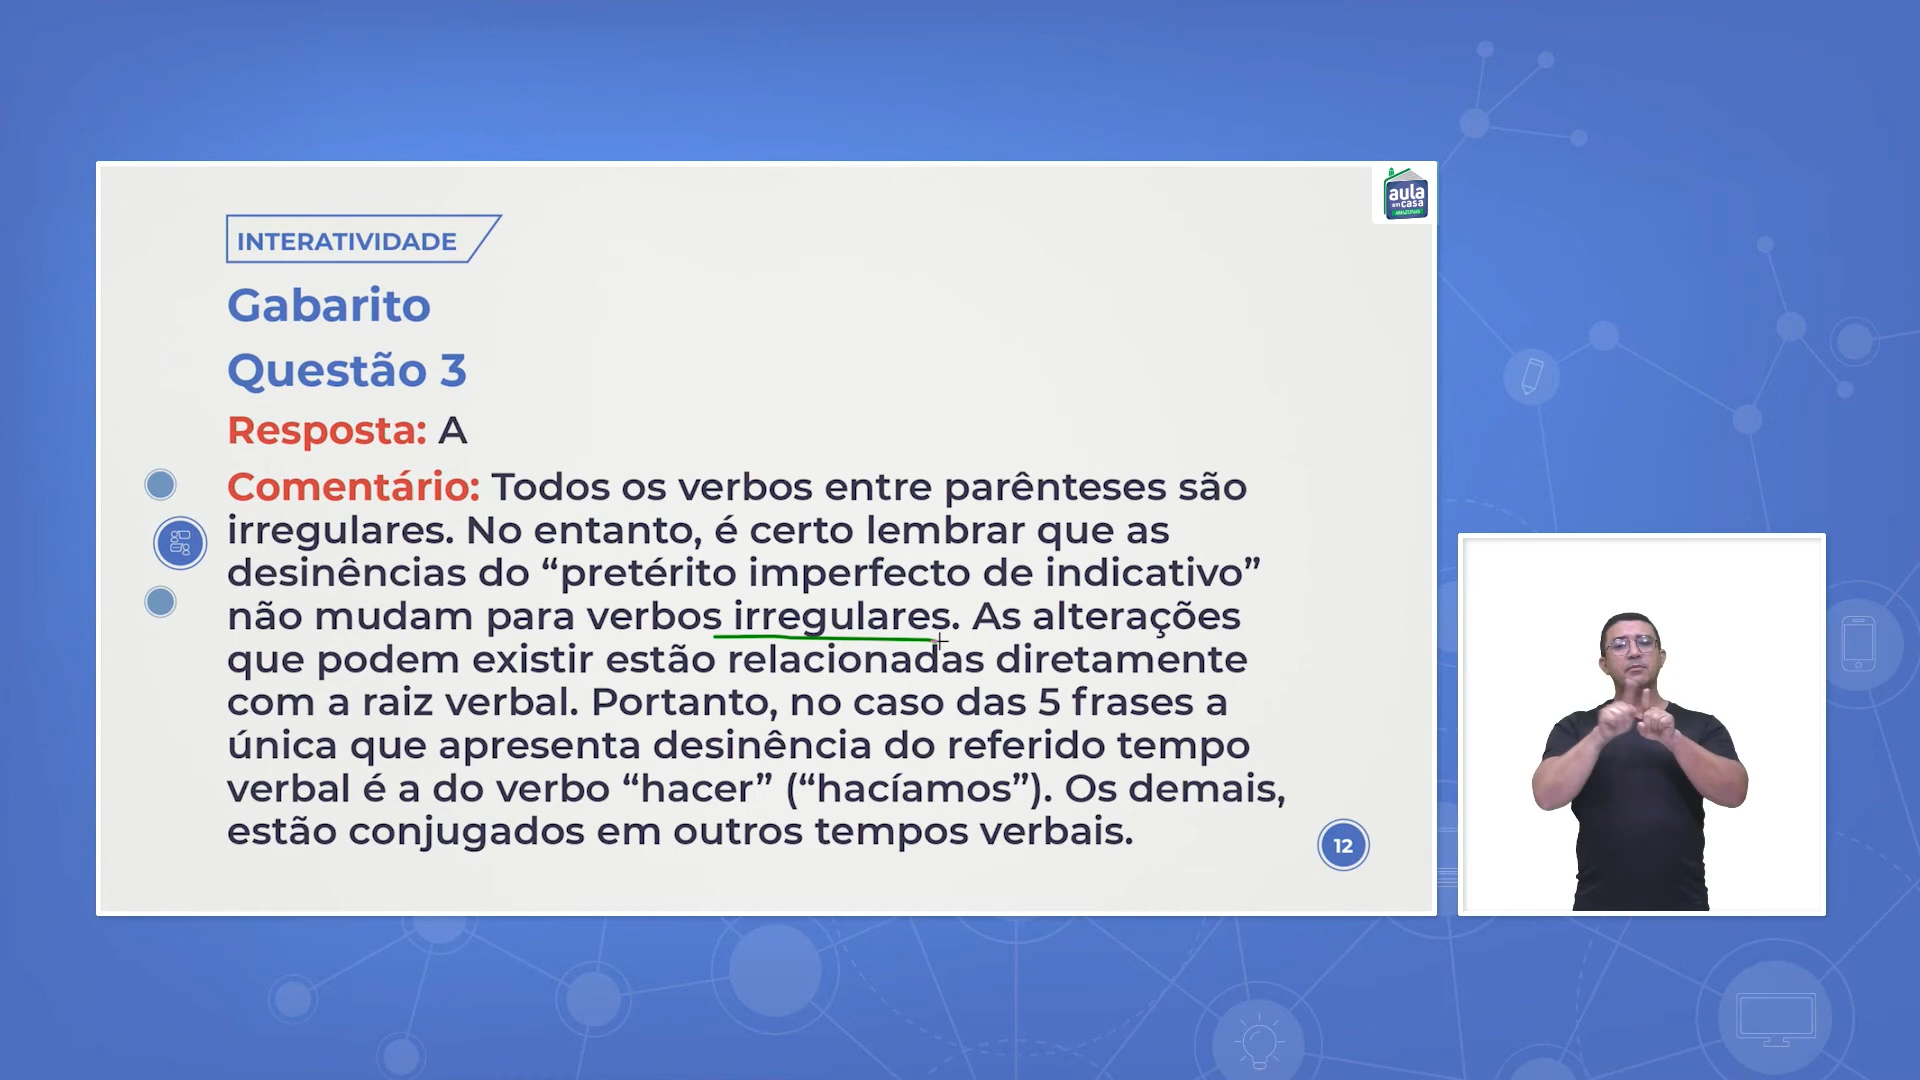 aula
em casa
AMAZONAS
INTERATIVIDADE
Gabarito
Questão 3
Resposta: A
Comentário: Todos os verbos entre parênteses são
irregulares. No entanto, é certo lembrar que as
desinências do “pretérito imperfecto de indicativo”
não mudam para verbos irregulares. As alterações
que podem existir estão relacionadas diretamente
com a raiz verbal. Portanto, no caso das 5 frases a
única que apresenta desinência do referido tempo
verbal é a do verbo “hacer” (“hacíamos”). Os demais,
estão conjugados em outros tempos verbais.
12